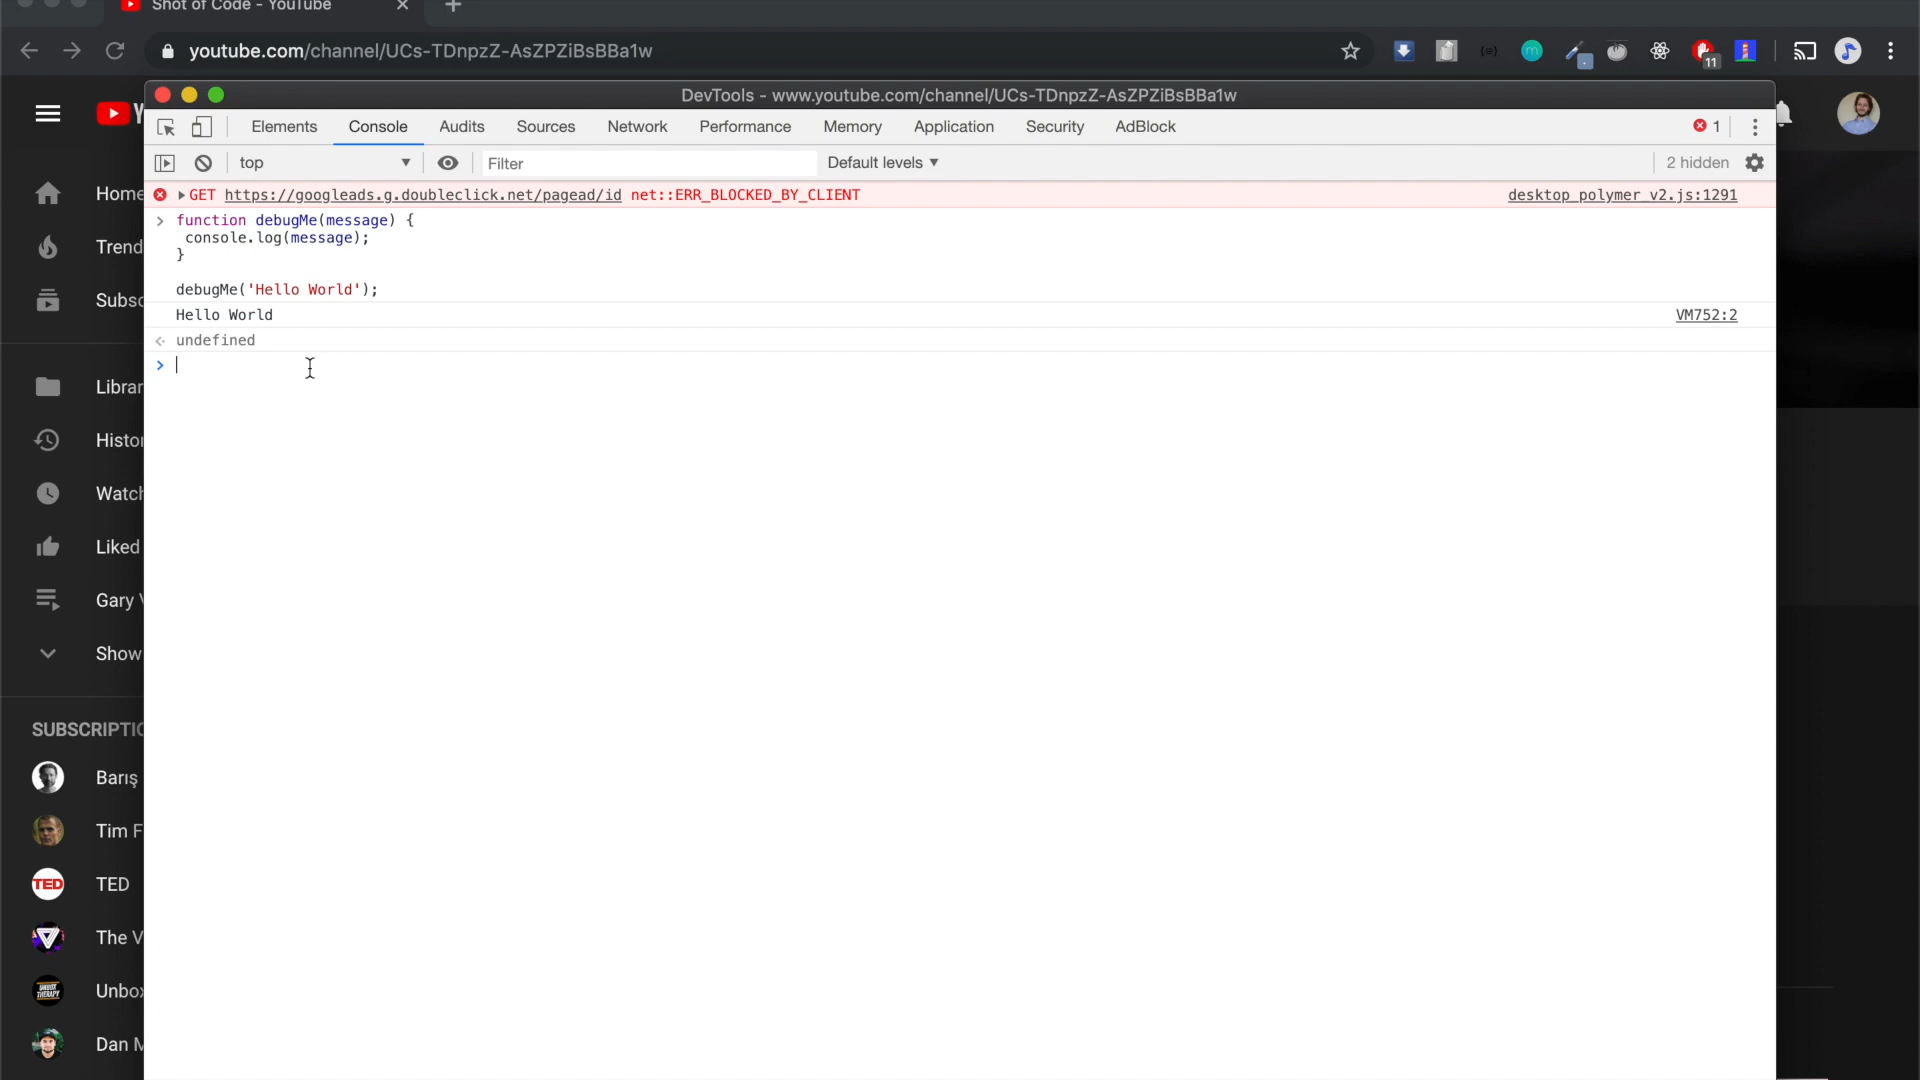 Shot of Code - YouTube
youtube.com/channel/UCs-TDnpzZ-AsZPZiBsBBa1w
11
DevTools - www.youtube.com/channel/UCs-TDnpzZ-AsZPZiBsBBa1w
Elements Console Audits Sources Network Performance Memory Application Security AdBlock 1
top Filter Default levels 2 hidden
GET https://googleads.g.doubleclick.net/pagead/id net::ERR_BLOCKED_BY_CLIENT desktop_polymer_v2.js:1291
function debugMe(message) {
console.log(message);
}
debugMe('Hello World');
Hello World VM752:2
undefined
Home
Trend
Subsc
Librar
Histor
Watch
Liked
Gary V
Show
SUBSCRIPTIO
Barış
Tim F
TED
TED
The V
UNBOX THERAPY
Unbox
Dan M